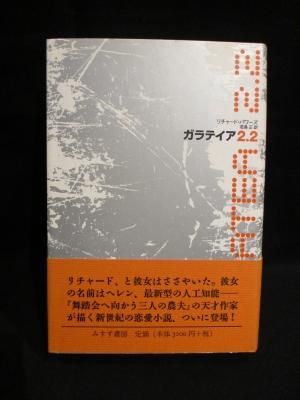 リチャード・パワーズ
若島正 訳
ガラテイア2.2
リチャード、と彼女はささやいた。彼女
の名前はヘレン、最新型の人工知能——
『舞踏会へ向かう三人の農夫』の天才作家
が描く新世紀の恋愛小説、ついに登場!
みすず書房 定価(本体3200円+税)